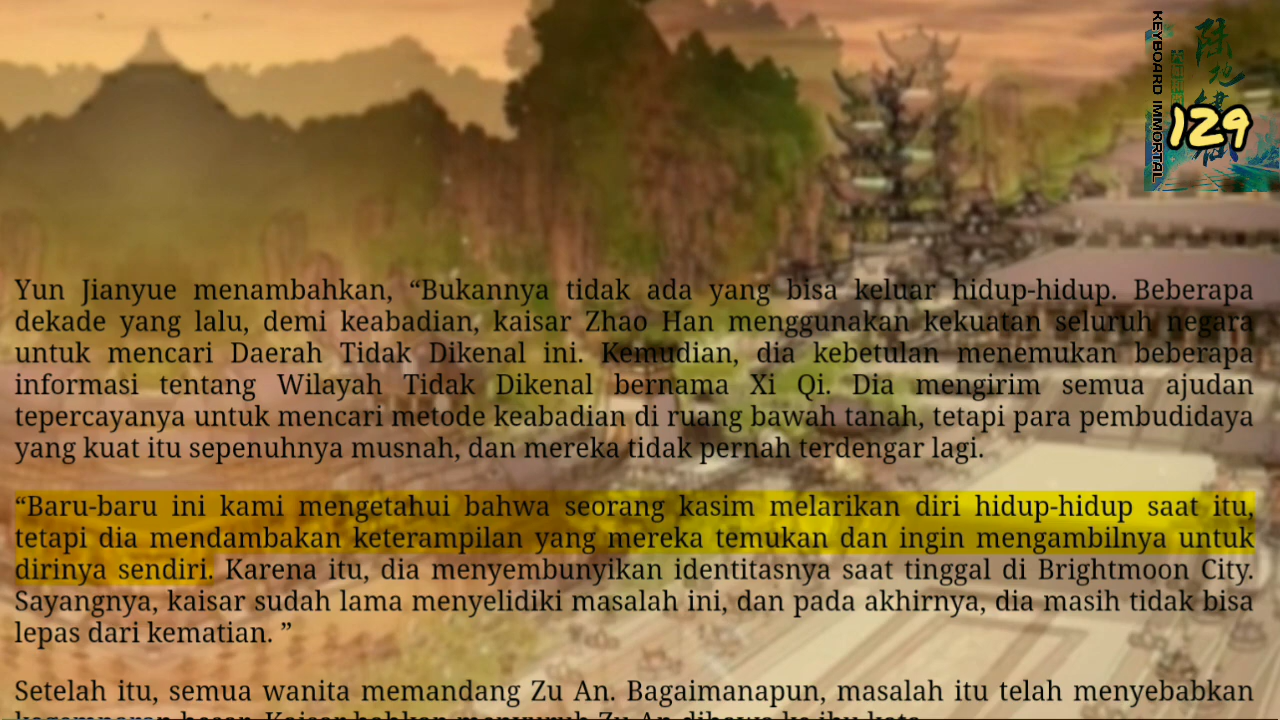 KEYBOARD IMMORTAL
129
Yun Jianyue menambahkan, “Bukannya tidak ada yang bisa keluar hidup-hidup. Beberapa
dekade yang lalu, demi keabadian, kaisar Zhao Han menggunakan kekuatan seluruh negara
untuk mencari Daerah Tidak Dikenal ini. Kemudian, dia kebetulan menemukan beberapa
informasi tentang Wilayah Tidak Dikenal bernama Xi Qi. Dia mengirim semua ajudan
tepercayanya untuk mencari metode keabadian di ruang bawah tanah, tetapi para pembudidaya
yang kuat itu sepenuhnya musnah, dan mereka tidak pernah terdengar lagi.
“Baru-baru ini kami mengetahui bahwa seorang kasim melarikan diri hidup-hidup saat itu,
tetapi dia mendambakan keterampilan yang mereka temukan dan ingin mengambilnya untuk
dirinya sendiri. Karena itu, dia menyembunyikan identitasnya saat tinggal di Brightmoon City.
Sayangnya, kaisar sudah lama menyelidiki masalah ini, dan pada akhirnya, dia masih tidak bisa
lepas dari kematian. ”
Setelah itu, semua wanita memandang Zu An. Bagaimanapun, masalah itu telah menyebabkan